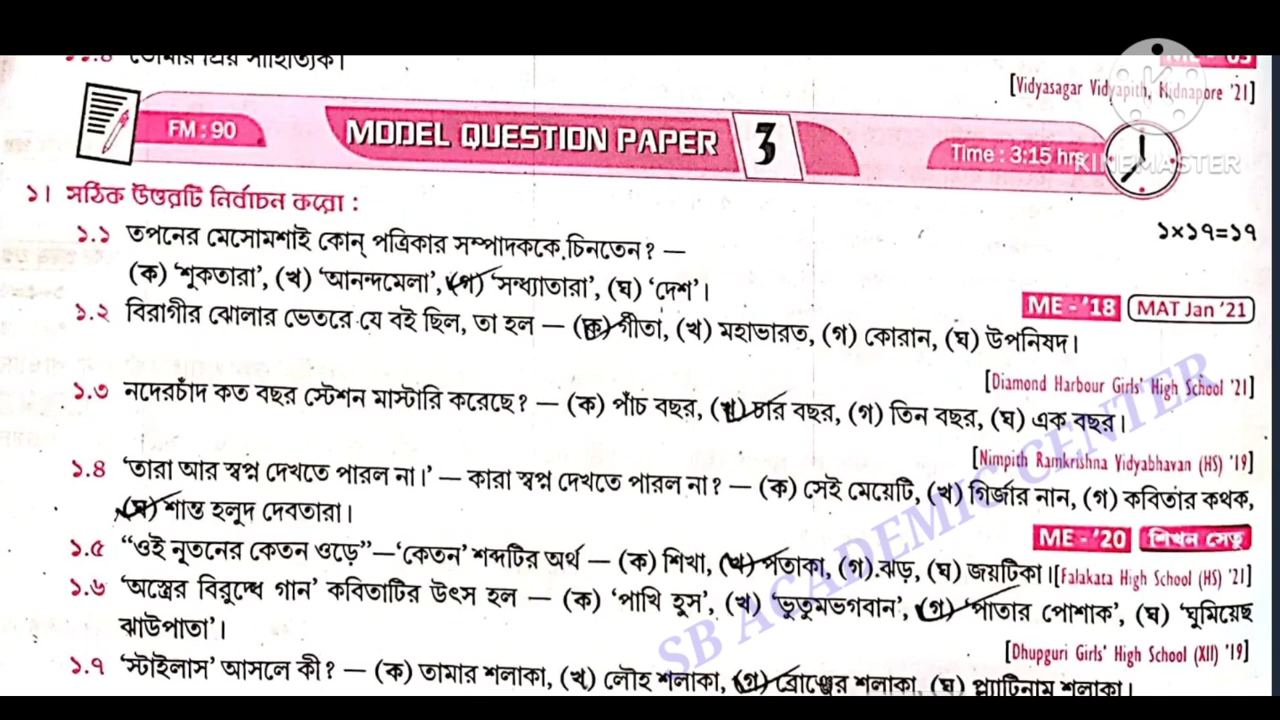 ১১.৪ তোমার প্রিয় সাহিত্যিক।
[Vidyasagar Vidyapith, Midnapore '21]
FM : 90
MODEL QUESTION PAPER 3
Time : 3:15 hrs
KINEMASTER
১। সঠিক উত্তরটি নির্বাচন করো :
১×১৭=১৭
১.১ তপনের মেসোমশাই কোন্ পত্রিকার সম্পাদককে চিনতেন? —
(ক) 'শুকতারা', (খ) 'আনন্দমেলা', (গ) 'সন্ধ্যাতারা', (ঘ) 'দেশ'।
ME - '18 MAT Jan '21
১.২ বিরাগীর ঝোলার ভেতরে যে বই ছিল, তা হল — (ক) গীতা, (খ) মহাভারত, (গ) কোরান, (ঘ) উপনিষদ।
[Diamond Harbour Girls' High School '21]
১.৩ নদেরচাঁদ কত বছর স্টেশন মাস্টারি করেছে? — (ক) পাঁচ বছর, (খ) চার বছর, (গ) তিন বছর, (ঘ) এক বছর।
[Nimpith Ramkrishna Vidyabhavan (HS) '19]
১.৪ 'তারা আর স্বপ্ন দেখতে পারল না।' — কারা স্বপ্ন দেখতে পারল না? — (ক) সেই মেয়েটি, (খ) গির্জার নান, (গ) কবিতার কথক,
(ঘ) শান্ত হলুদ দেবতারা।
ME - '20 শিখন সেতু
১.৫ "ওই নূতনের কেতন ওড়ে"—'কেতন' শব্দটির অর্থ — (ক) শিখা, (খ) পতাকা, (গ) ঝড়, (ঘ) জয়টিকা। [Falakata High School (HS) '21]
১.৬ 'অস্ত্রের বিরুদ্ধে গান' কবিতাটির উৎস হল — (ক) 'পাখি হুস', (খ) 'ভুতুমভগবান', (গ) 'পাতার পোশাক', (ঘ) 'ঘুমিয়েছ
ঝাউপাতা'।
[Dhupguri Girls' High School (XII) '19]
১.৭ 'স্টাইলাস' আসলে কী? — (ক) তামার শলাকা, (খ) লৌহ শলাকা, (গ) ব্রোঞ্জের শলাকা, (ঘ) প্ল্যাটিনাম শলাকা।
SB ACADEMIC CENTER